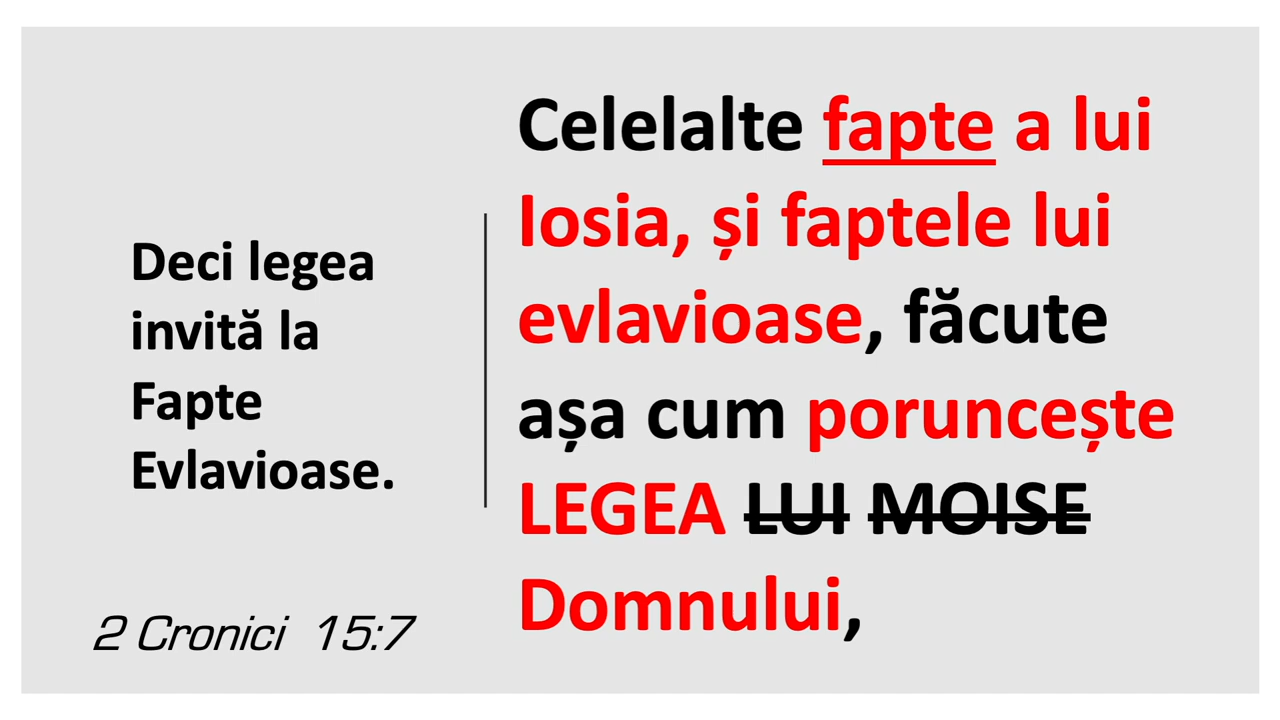 Deci legea
invită la
Fapte
Evlavioase.
2 Cronici 15:7
Celelalte fapte a lui
Iosia, și faptele lui
evlavioase, făcute
așa cum poruncește
LEGEA LUI MOISE
Domnului,